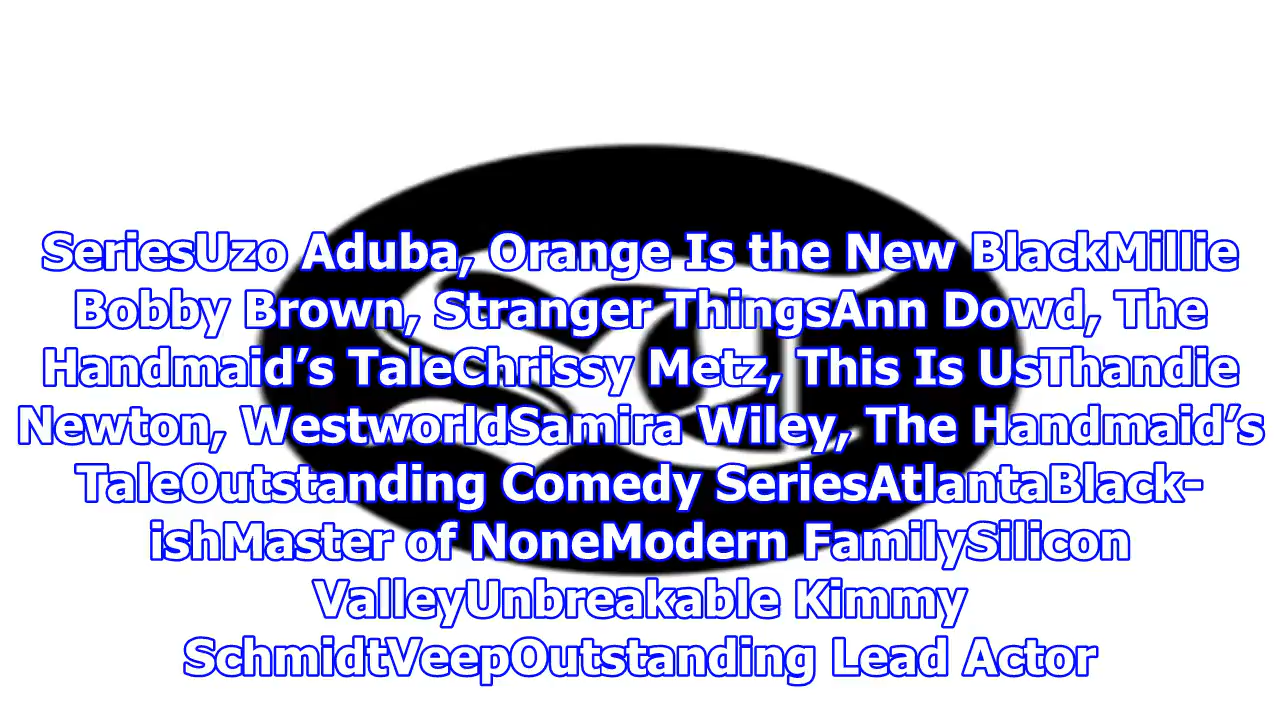 SeriesUzo Aduba, Orange Is the New BlackMillie
Bobby Brown, Stranger ThingsAnn Dowd, The
Handmaid’s TaleChrissy Metz, This Is UsThandie
Newton, WestworldSamira Wiley, The Handmaid’s
TaleOutstanding Comedy SeriesAtlantaBlack-
ishMaster of NoneModern FamilySilicon
ValleyUnbreakable Kimmy
SchmidtVeepOutstanding Lead Actor